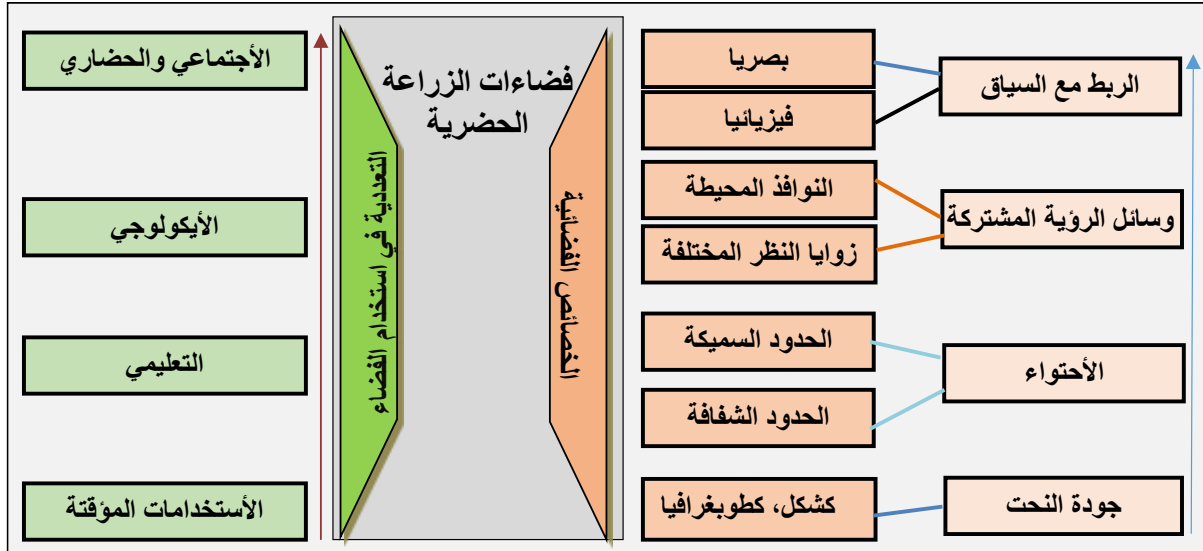 فضاءات الزراعة
الحضرية
الربط مع السياق
بصريا
فيزيائيا
وسائل الرؤية المشتركة
النوافذ المحيطة
زوايا النظر المختلفة
الأحتواء
الحدود السميكة
الحدود الشفافة
جودة النحت
كشكل، كطوبغرافيا
الخصائص الفضائية
التعددية في استخدام الفضاء
الأجتماعي والحضاري
الأيكولوجي
التعليمي
الأستخدامات المؤقتة